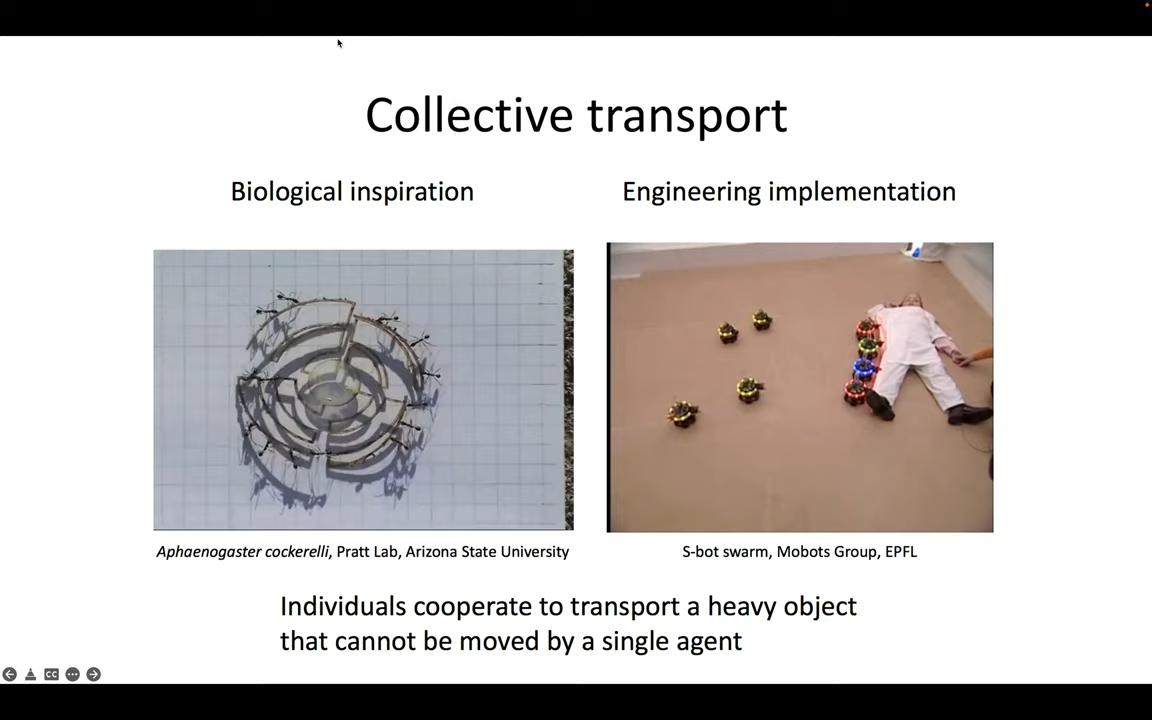 Collective transport
Biological inspiration
Engineering implementation
Aphaenogaster cockerelli, Pratt Lab, Arizona State University
S-bot swarm, Mobots Group, EPFL
Individuals cooperate to transport a heavy object
that cannot be moved by a single agent
CC